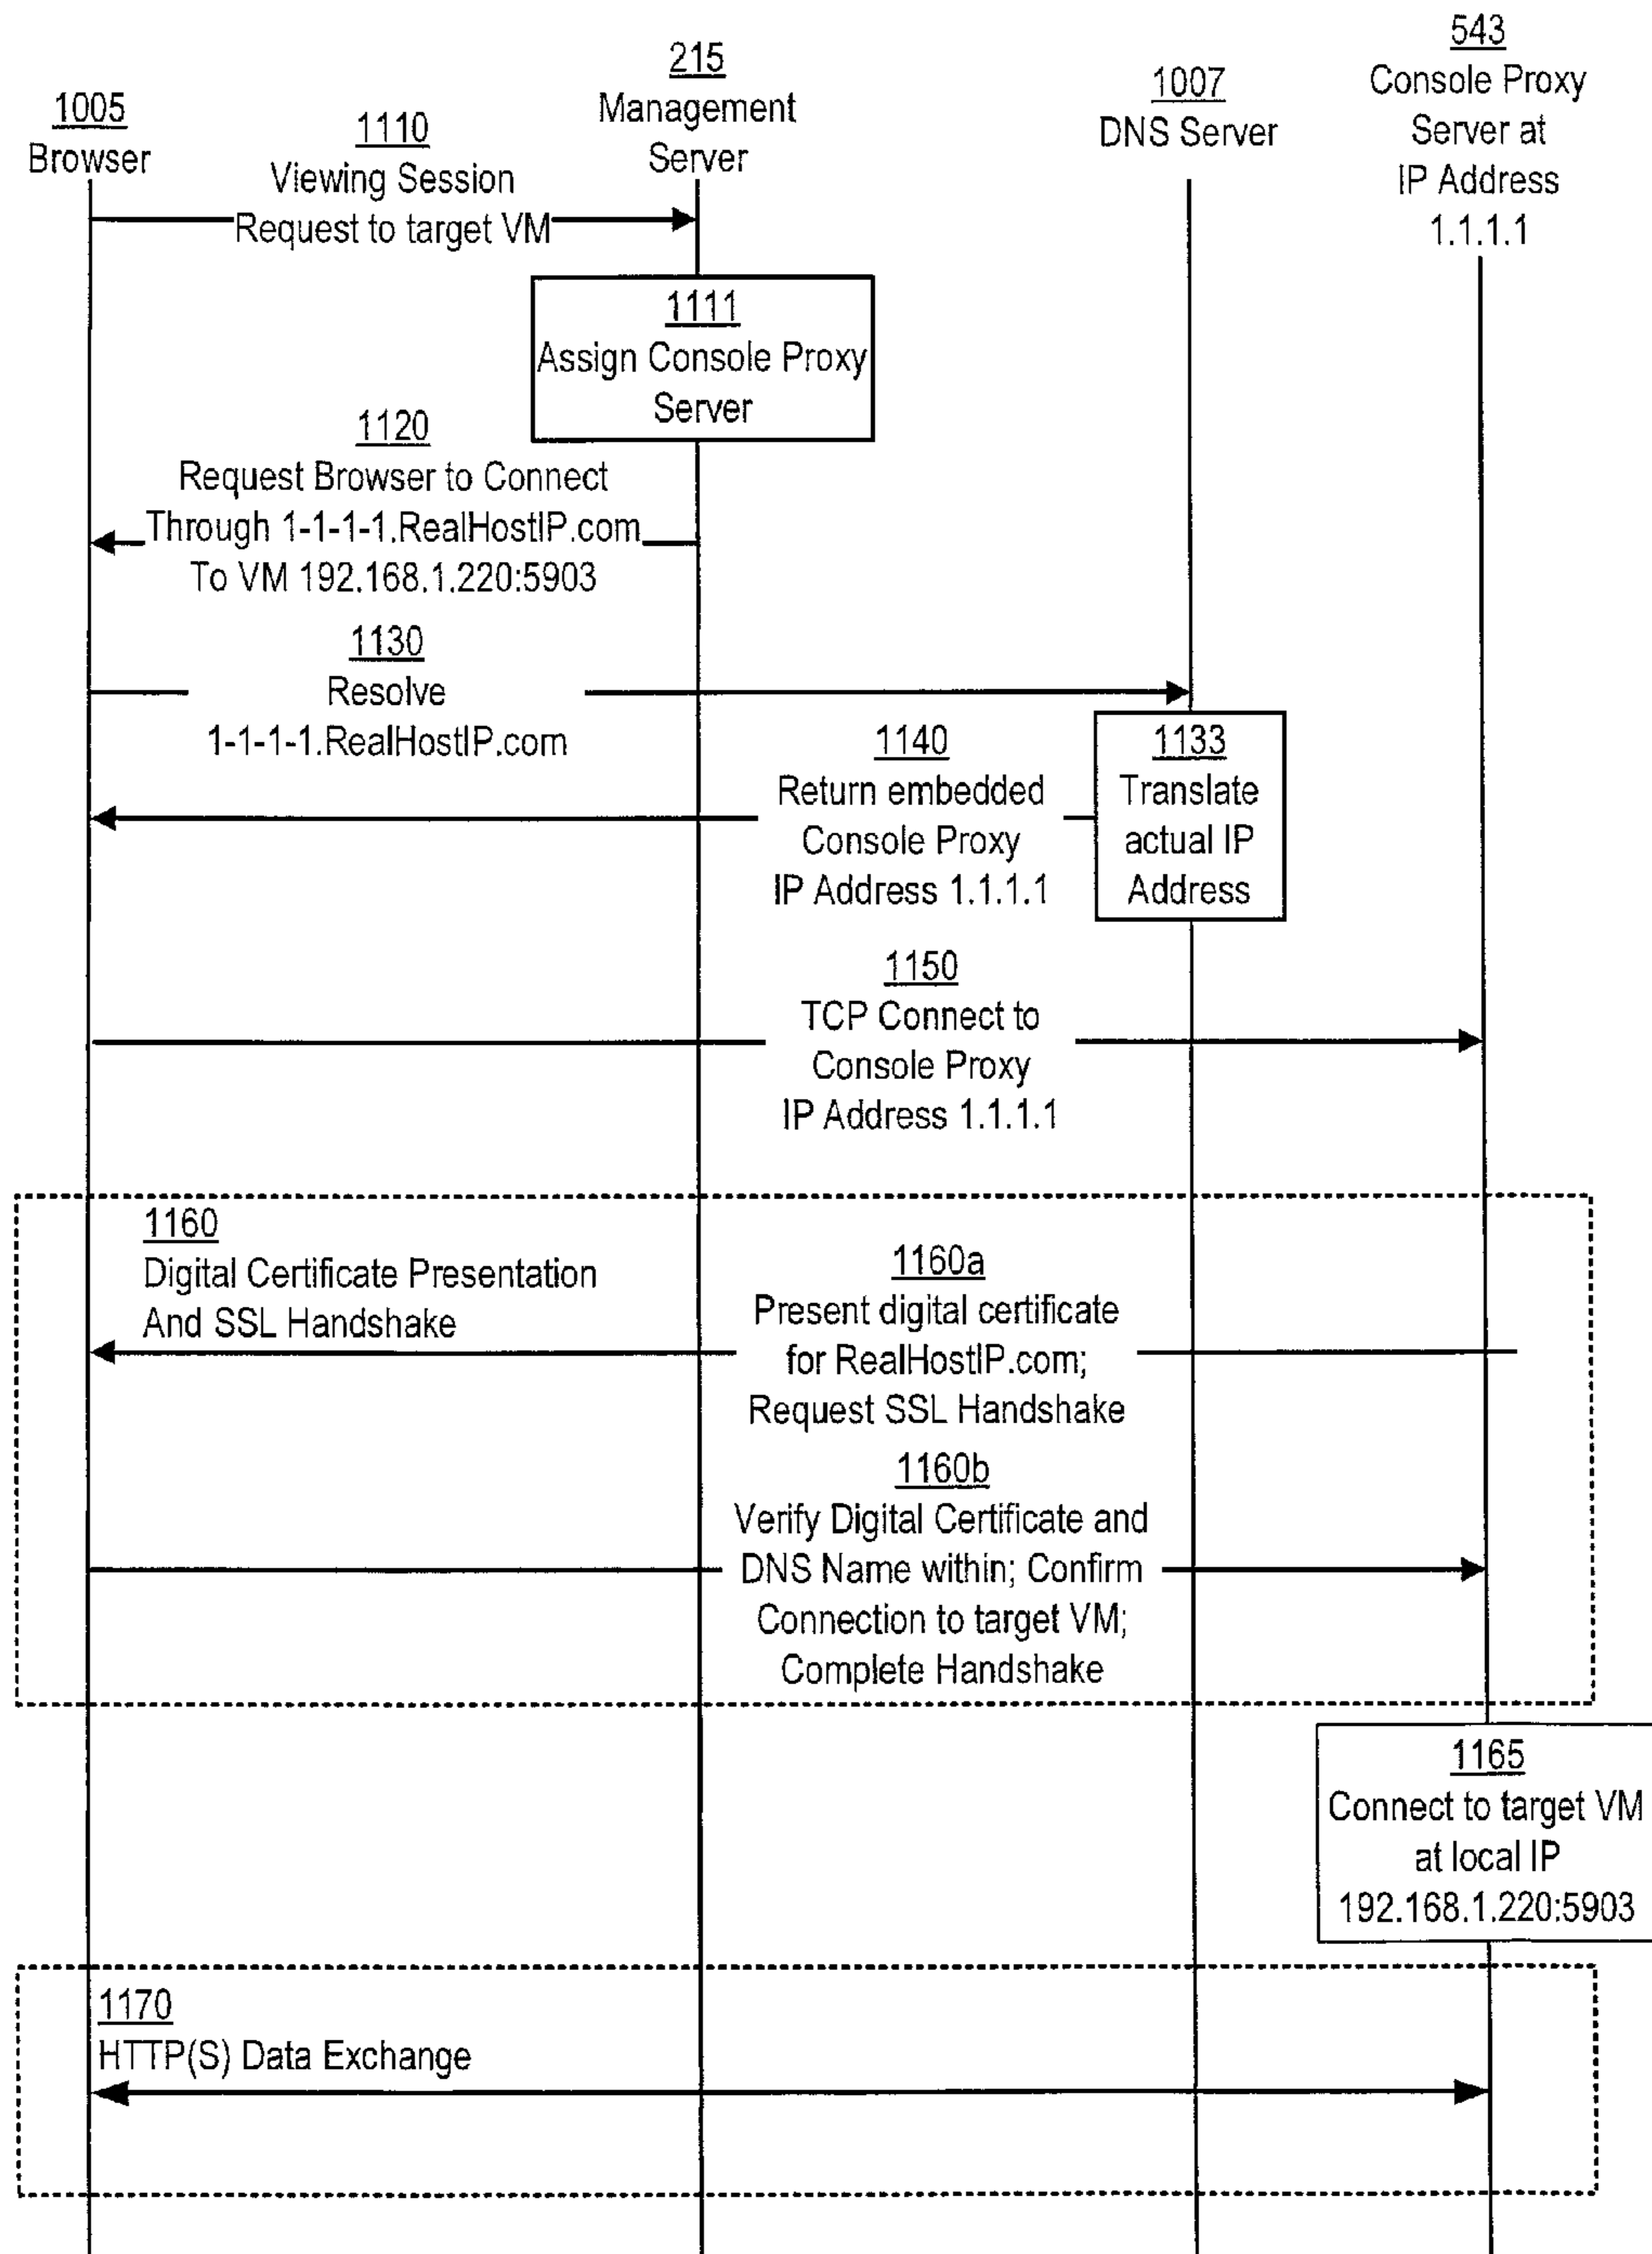 1005
Browser
1110
Viewing Session
Request to target VM
215
Management
Server
1007
DNS Server
543
Console Proxy
Server at
IP Address
1.1.1.1
1111
Assign Console Proxy
Server
1120
Request Browser to Connect
Through 1-1-1-1.RealHostIP.com
To VM 192.168.1.220:5903
1130
Resolve
1-1-1-1.RealHostIP.com
1133
Translate
actual IP
Address
1140
Return embedded
Console Proxy
IP Address 1.1.1.1
1150
TCP Connect to
Console Proxy
IP Address 1.1.1.1
1160
Digital Certificate Presentation
And SSL Handshake
1160a
Present digital certificate
for RealHostIP.com;
Request SSL Handshake
1160b
Verify Digital Certificate and
DNS Name within; Confirm
Connection to target VM;
Complete Handshake
1165
Connect to target VM
at local IP
192.168.1.220:5903
1170
HTTP(S) Data Exchange